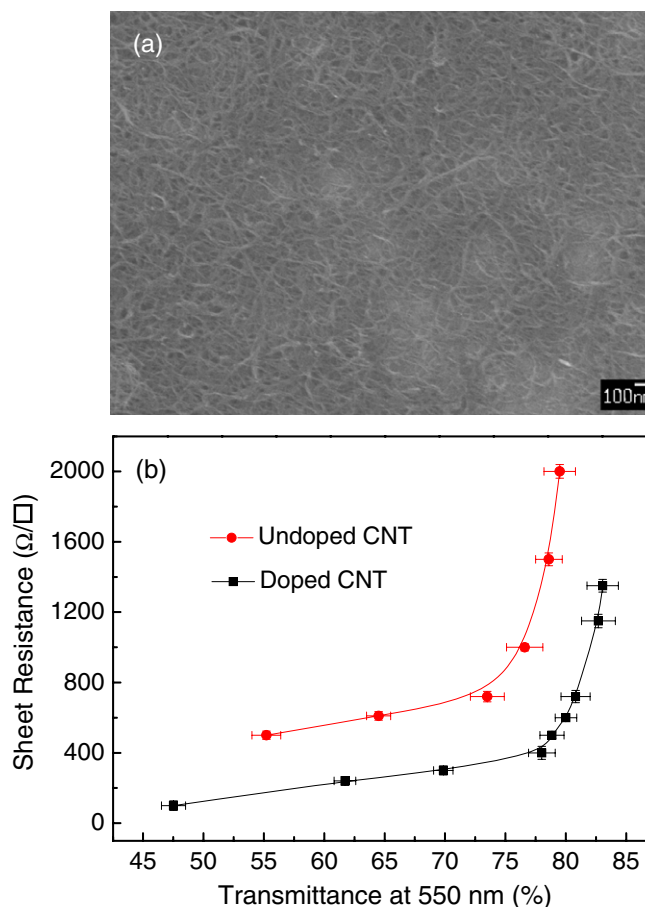 (a)
100nm
(b)
2000
1600
1200
800
400
0
Sheet Resistance (Ω/□)
Undoped CNT
Doped CNT
45 50 55 60 65 70 75 80 85
Transmittance at 550 nm (%)